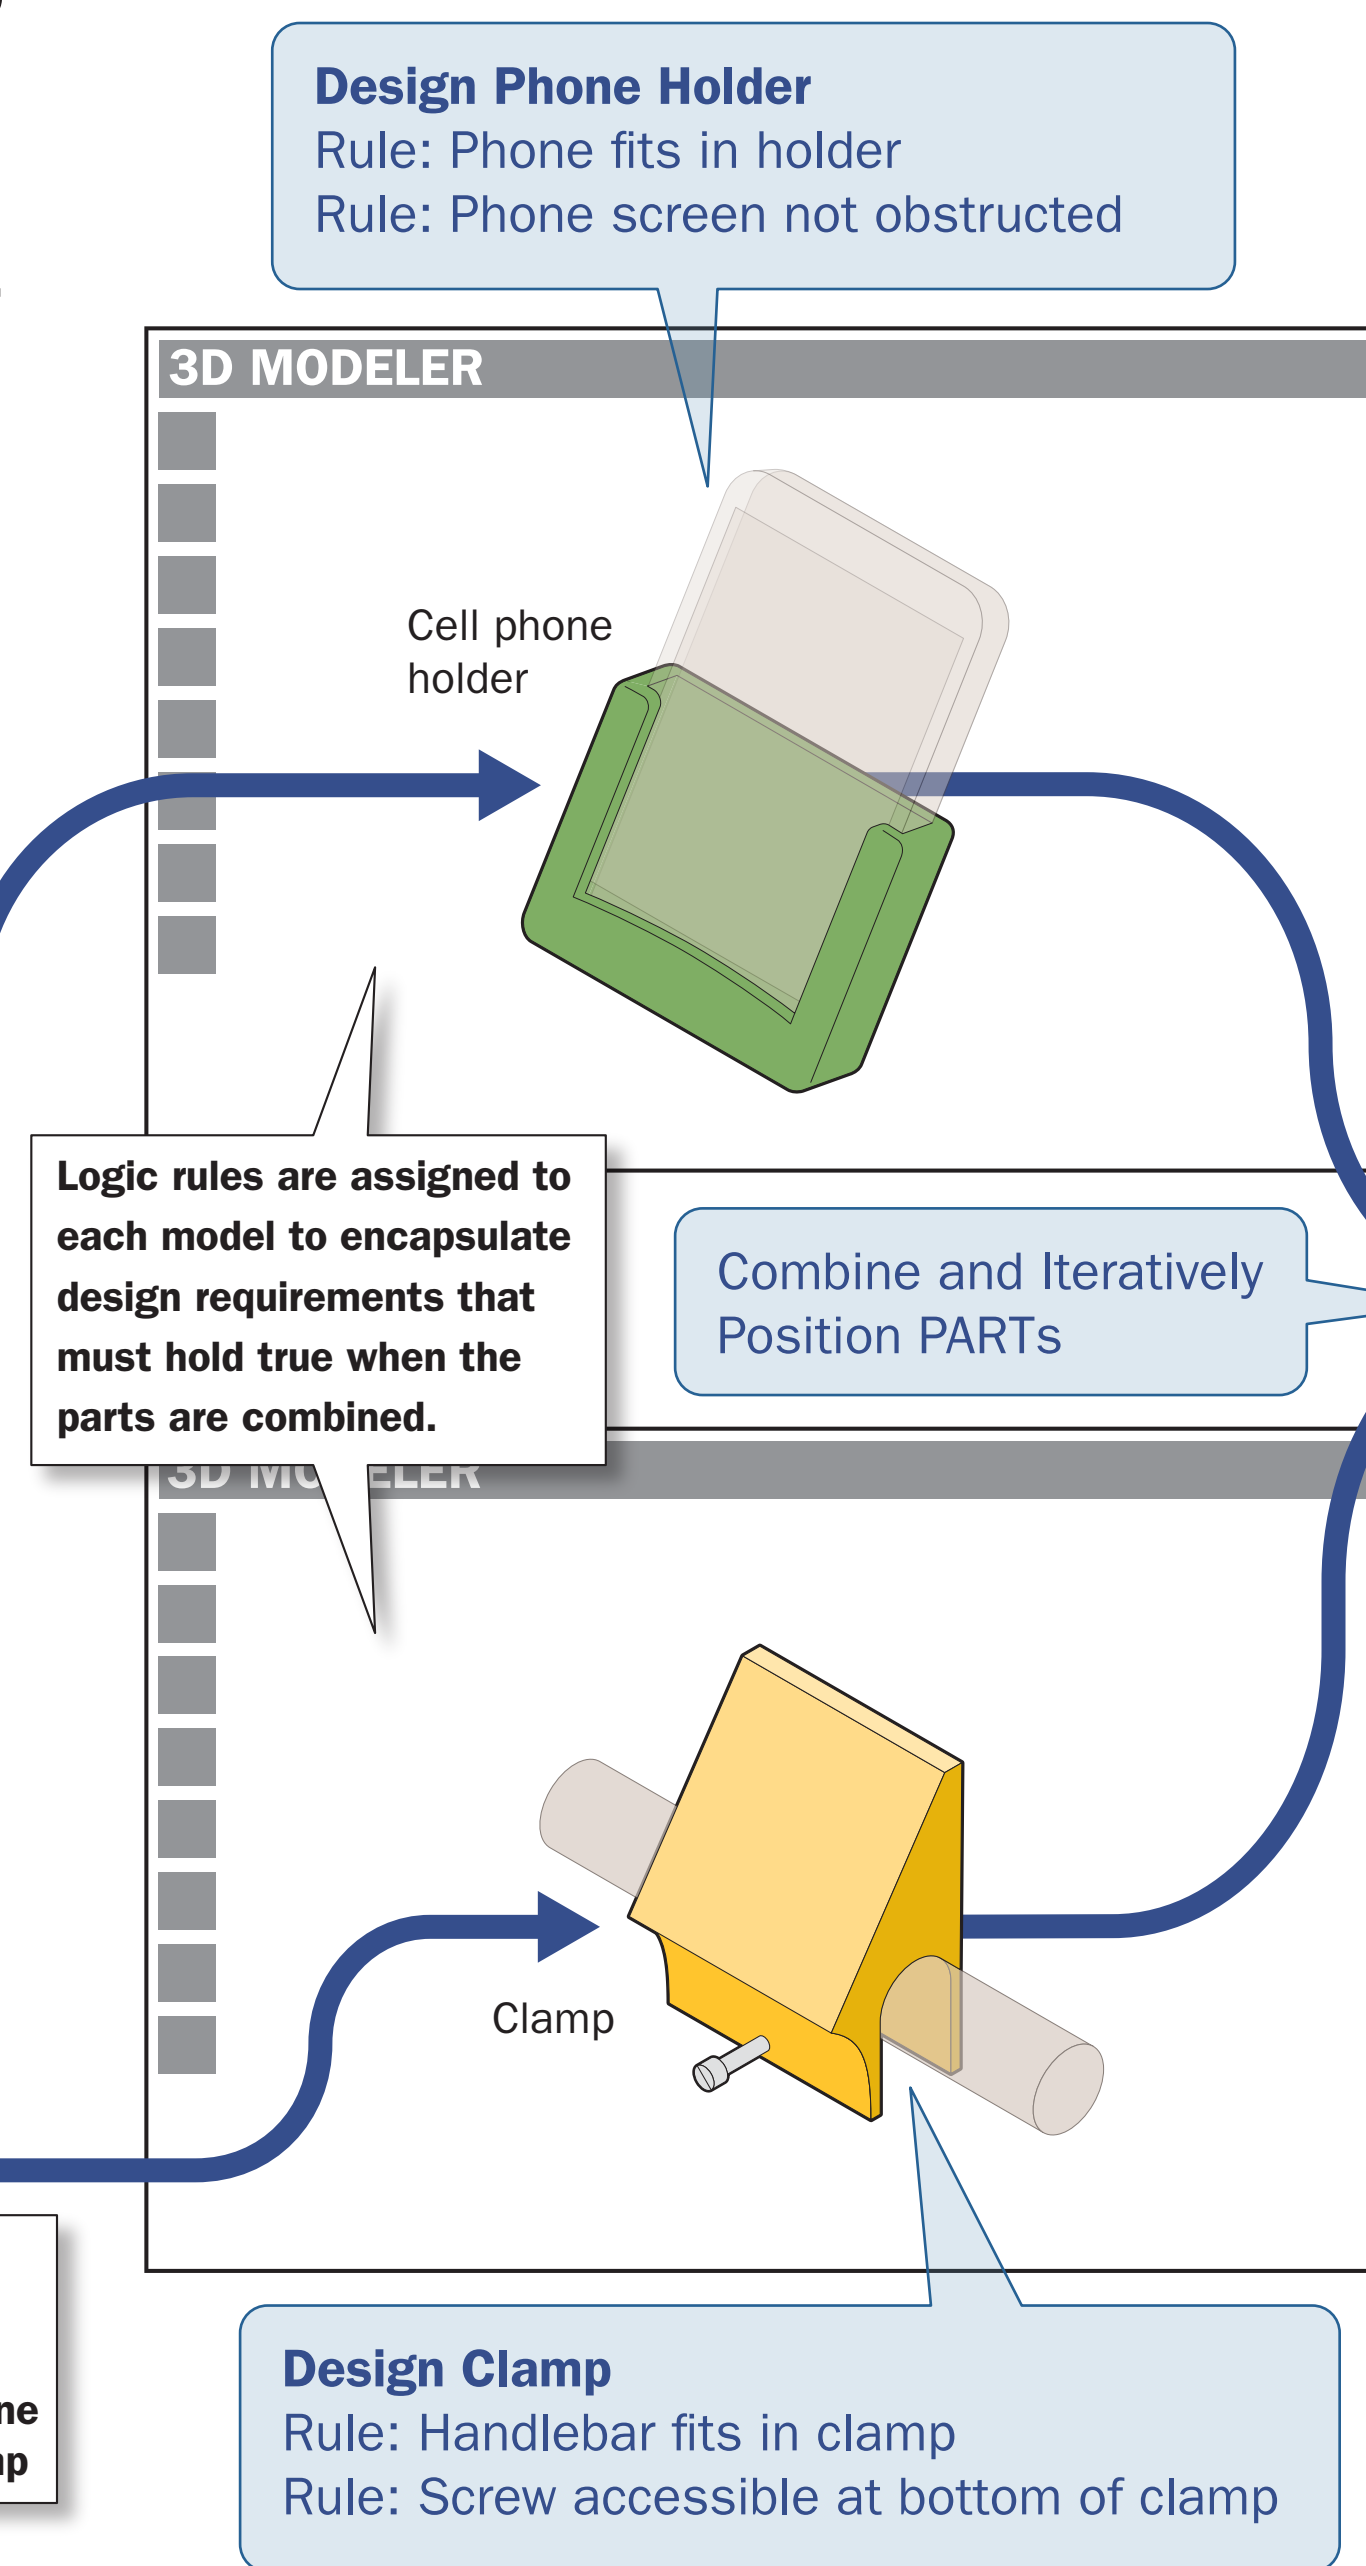 Design Phone Holder
Rule: Phone fits in holder
Rule: Phone screen not obstructed
3D MODELER
Cell phone
holder
Logic rules are assigned to
each model to encapsulate
design requirements that
must hold true when the
parts are combined.
Combine and Iteratively
Position PARTs
3D MODELER
Clamp
Design Clamp
Rule: Handlebar fits in clamp
Rule: Screw accessible at bottom of clamp